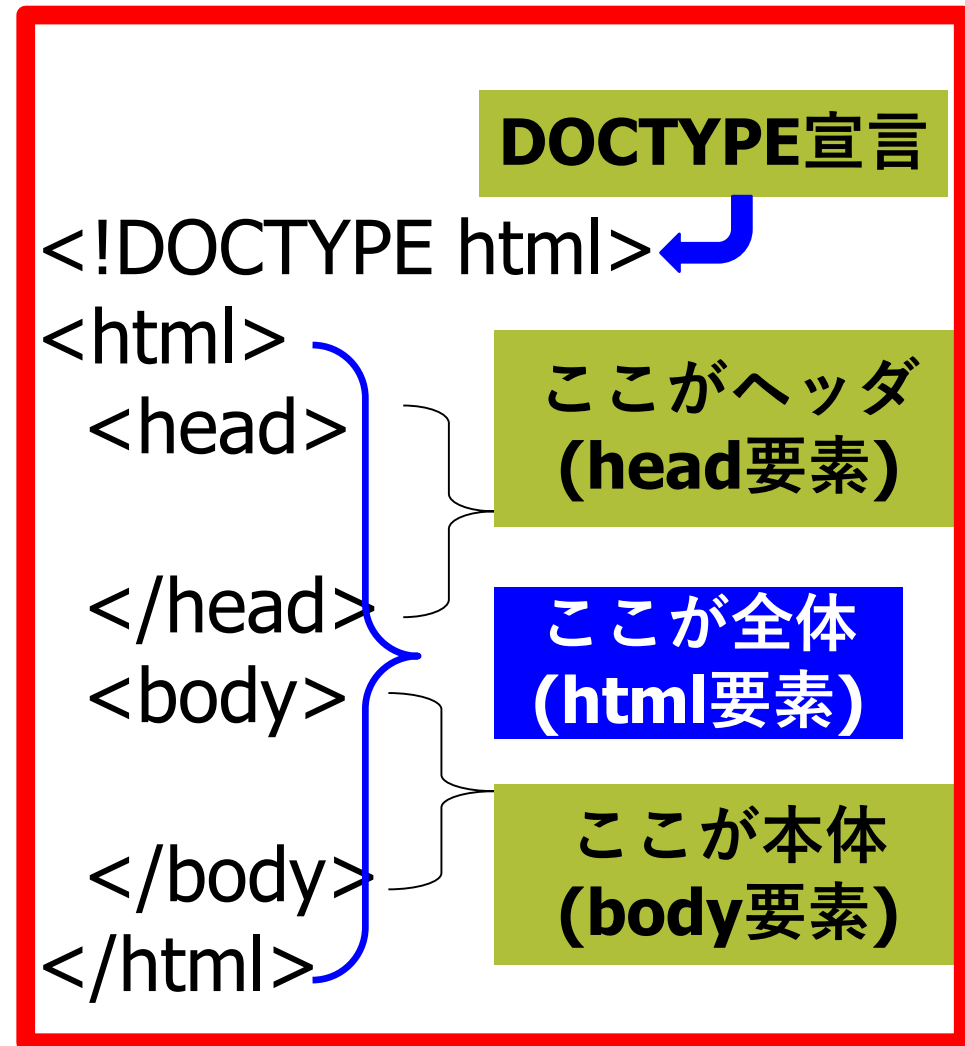 DOCTYPE宣言
<!DOCTYPE html>
<html>
ここがヘッダ
(head要素)
<head>
</head>
ここが全体
(html要素)
<body>
ここが本体
(body要素)
</body>
</html>